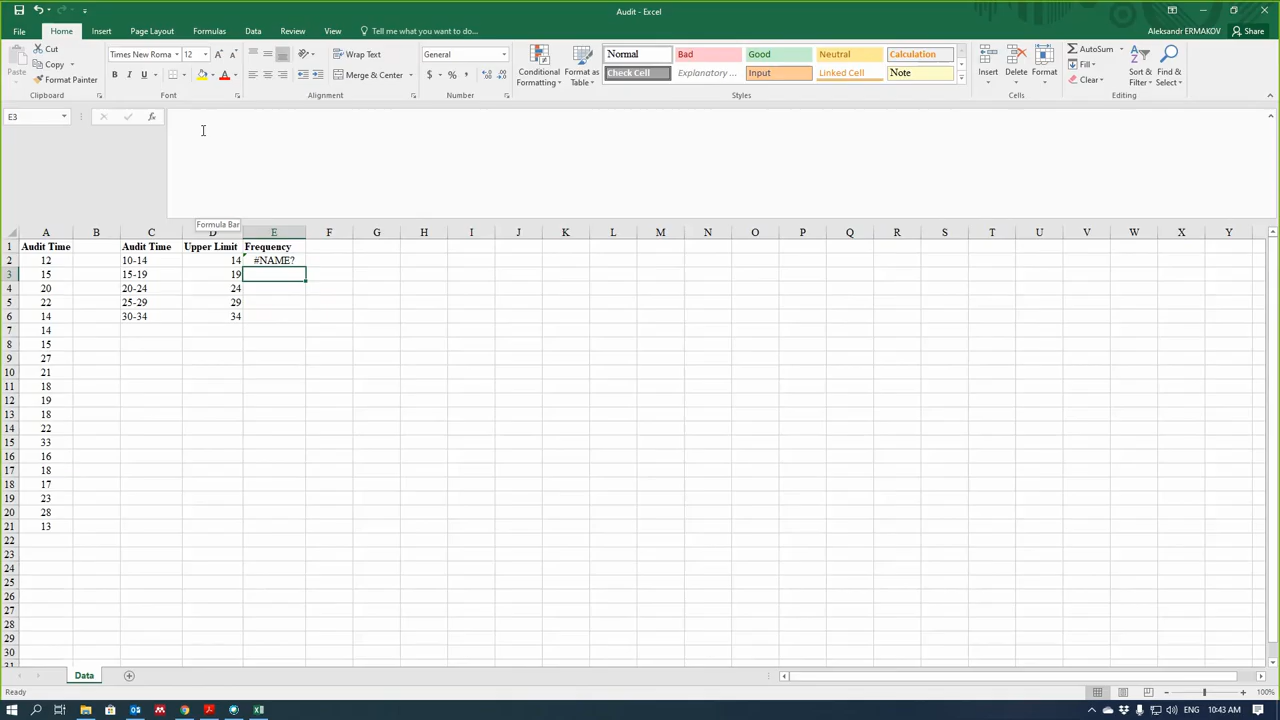 Audit - Excel
File Home Insert Page Layout Formulas Data Review View Tell me what you want to do... Aleksandr ERMAKOV Share
Paste Cut Copy Format Painter
Times New Roma 12
B I U
Wrap Text
Merge & Center
General
$ % ,
Conditional Formatting Format as Table
Normal Bad Good Neutral Calculation
Check Cell Explanatory ... Input Linked Cell Note
Insert Delete Format
AutoSum Fill Clear
Sort & Filter Find & Select
Clipboard Font Alignment Number Styles Cells Editing
E3 fx
Formula Bar
A B C D E F G H I J K L M N O P Q R S T U V W X Y
1 Audit Time Audit Time Upper Limit Frequency
2 12 10-14 14 #NAME?
3 15 15-19 19
4 20 20-24 24
5 22 25-29 29
6 14 30-34 34
7 14
8 15
9 27
10 21
11 18
12 19
13 18
14 22
15 33
16 16
17 18
18 17
19 23
20 28
21 13
22
23
24
25
26
27
28
29
30
31
Data
Ready 100%
10:43 AM